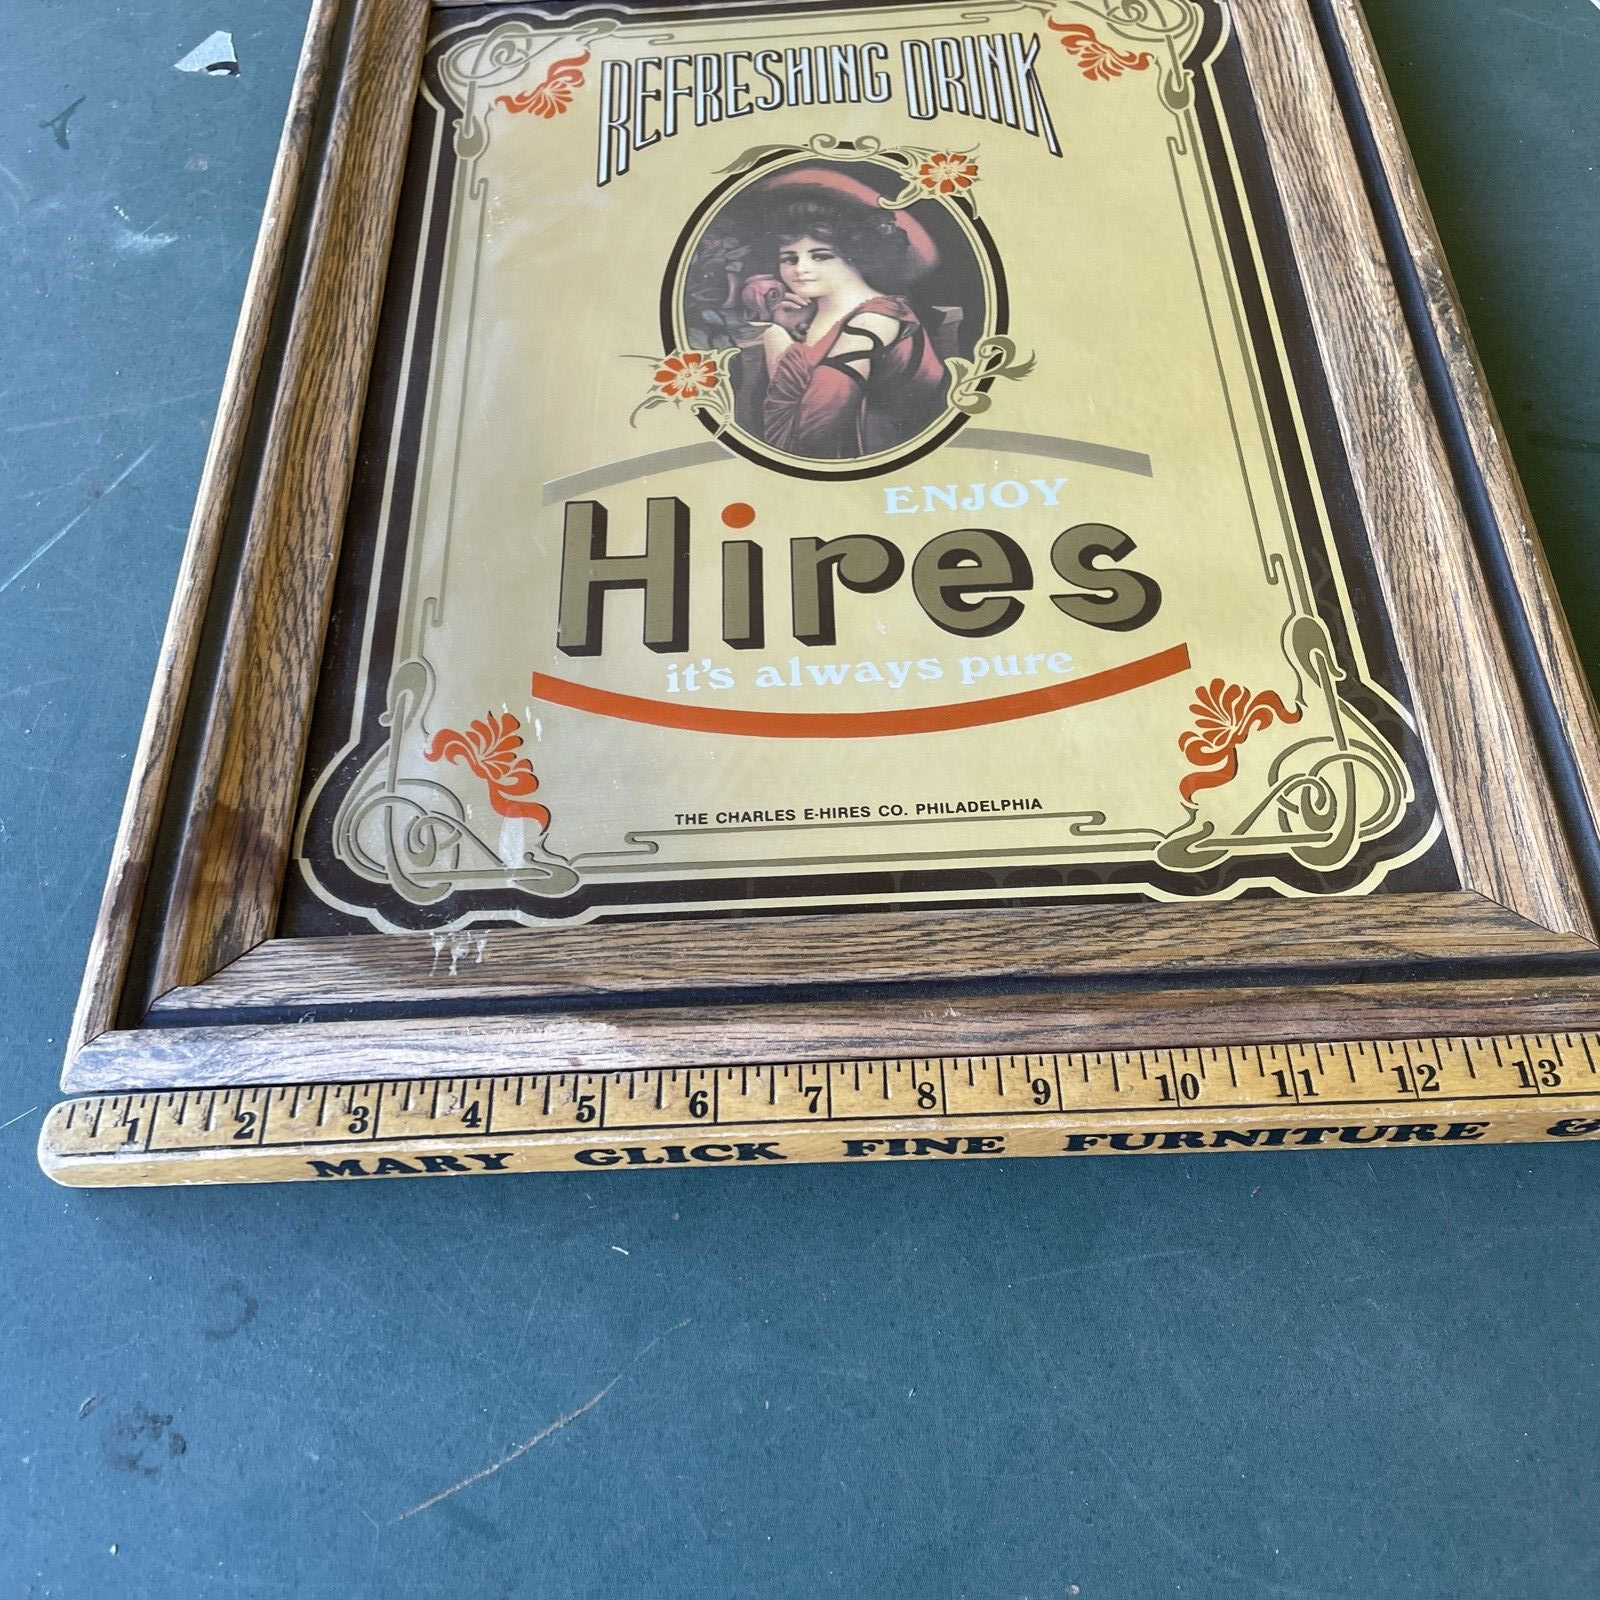 REFRESHING DRINK
ENJOY
Hires
it's always pure
THE CHARLES E-HIRES CO. PHILADELPHIA
1 2 3 4 5 6 7 8 9 10 11 12 13
MARY GLICK FINE FURNITURE &